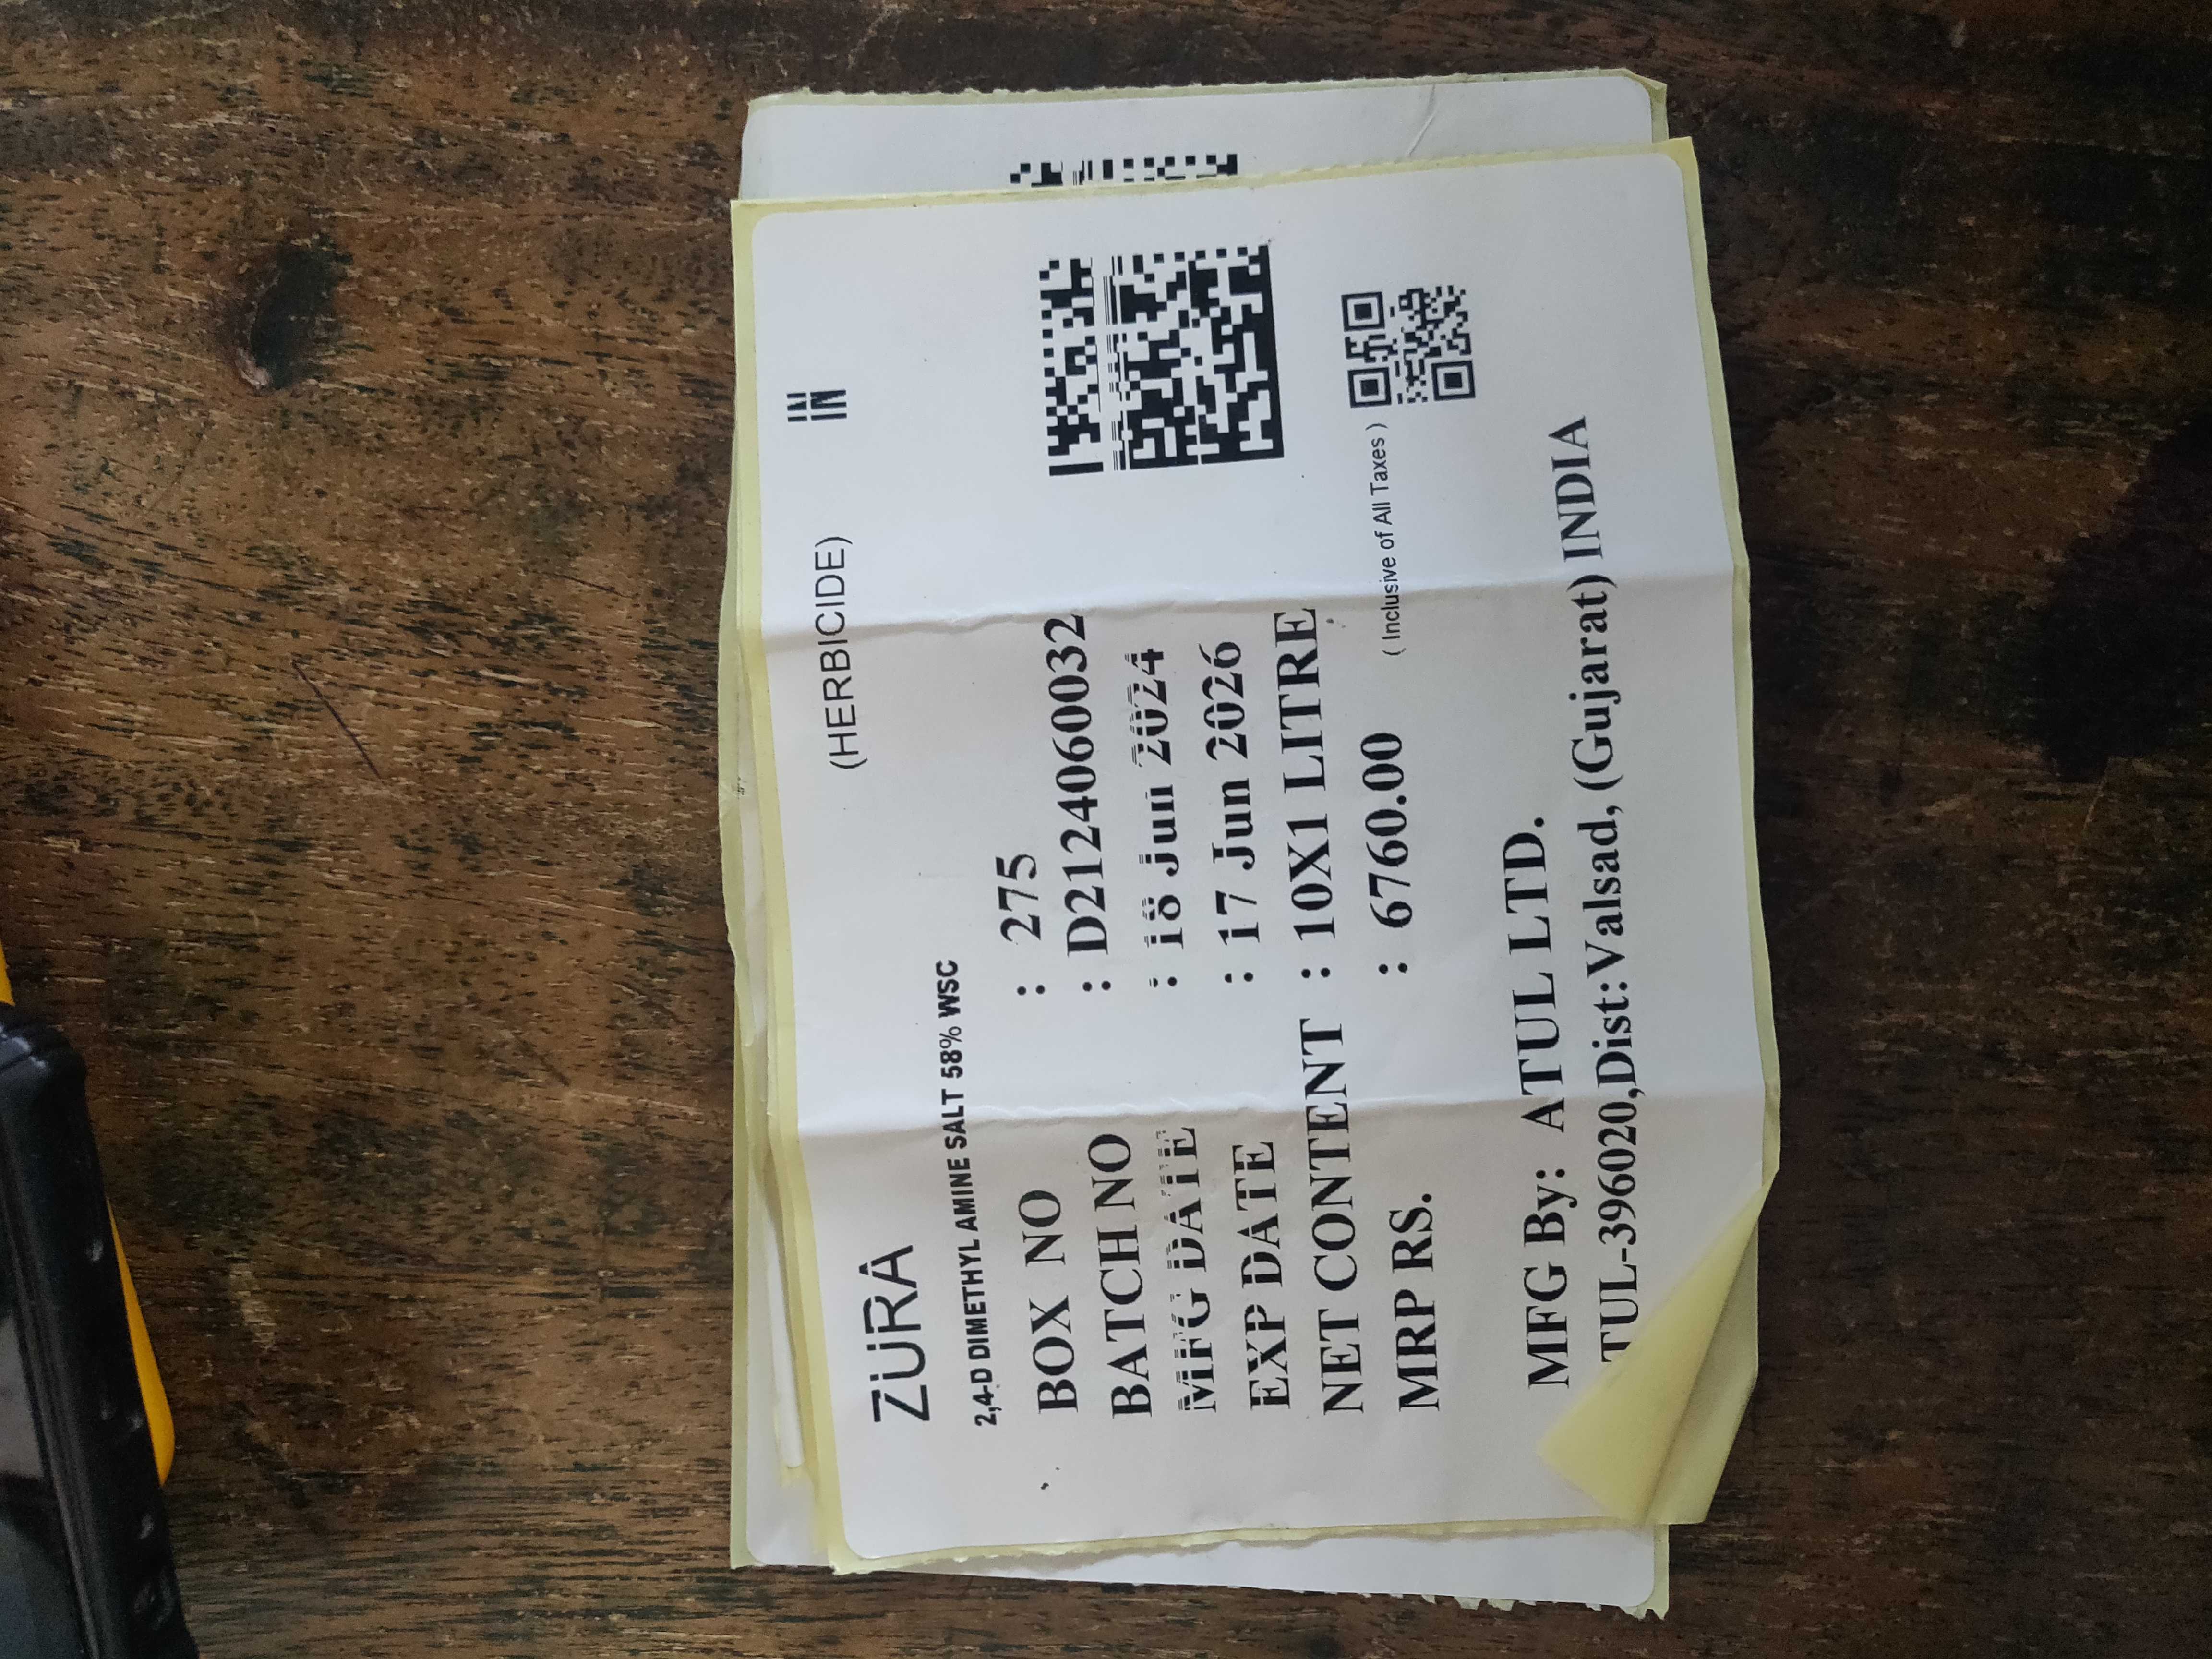 (HERBICIDE) IN
ZURA
2,4-D DIMETHYL AMINE SALT 58% WSC
BOX NO : 275
BATCH NO : D2124060032
MFG DATE : 18 Jun 2024
EXP DATE : 17 Jun 2026
NET CONTENT : 10X1 LITRE
MRP RS. : 6760.00 ( Inclusive of All Taxes )
MFG By: ATUL LTD.
TUL-396020,Dist:Valsad, (Gujarat) INDIA